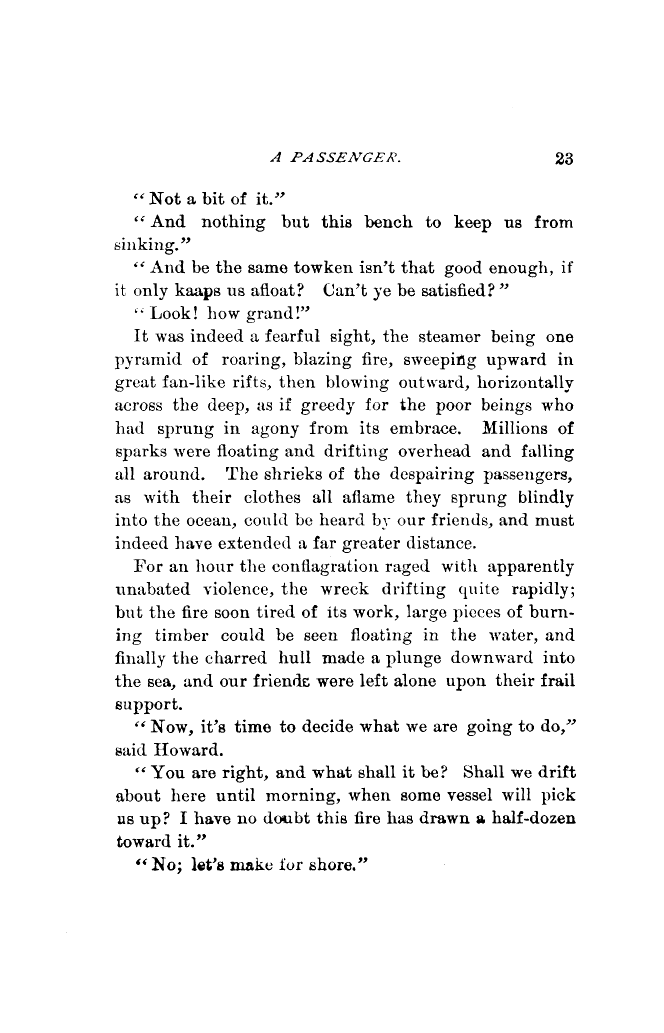 A PASSENGER. 23
“Not a bit of it.”
“And nothing but this bench to keep us from
sinking.”
“And be the same towken isn’t that good enough, if
it only kaaps us afloat? Can’t ye be satisfied?”
“Look! how grand!”
It was indeed a fearful sight, the steamer being one
pyramid of roaring, blazing fire, sweeping upward in
great fan-like rifts, then blowing outward, horizontally
across the deep, as if greedy for the poor beings who
had sprung in agony from its embrace. Millions of
sparks were floating and drifting overhead and falling
all around. The shrieks of the despairing passengers,
as with their clothes all aflame they sprung blindly
into the ocean, could be heard by our friends, and must
indeed have extended a far greater distance.
For an hour the conflagration raged with apparently
unabated violence, the wreck drifting quite rapidly;
but the fire soon tired of its work, large pieces of burn-
ing timber could be seen floating in the water, and
finally the charred hull made a plunge downward into
the sea, and our friends were left alone upon their frail
support.
“Now, it’s time to decide what we are going to do,”
said Howard.
“You are right, and what shall it be? Shall we drift
about here until morning, when some vessel will pick
us up? I have no doubt this fire has drawn a half-dozen
toward it.”
“No; let’s make for shore.”